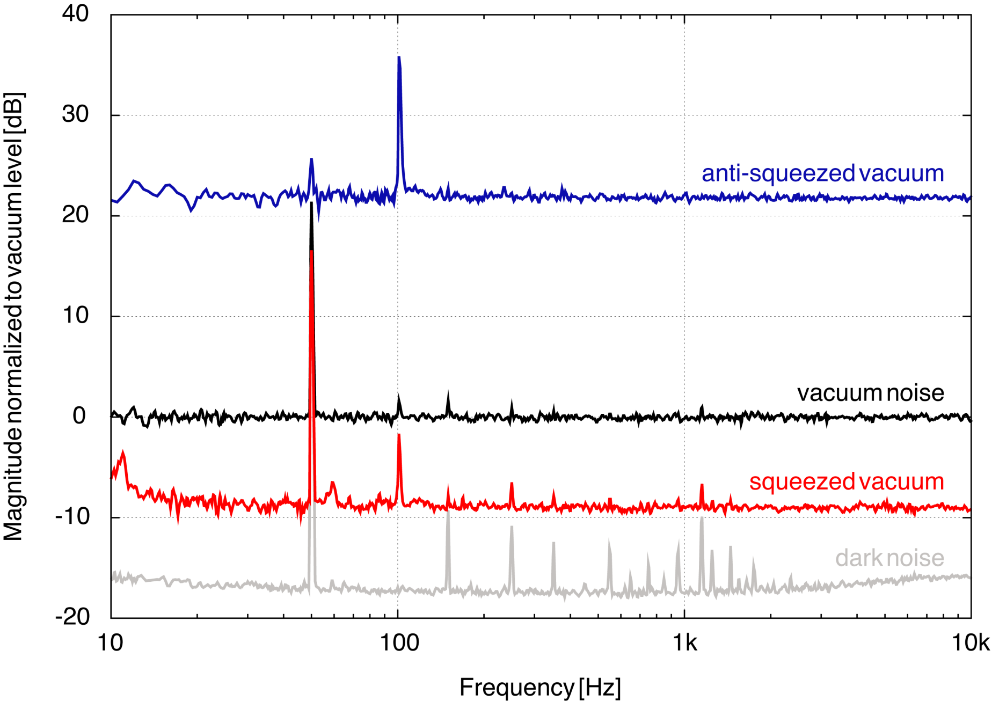 Magnitude normalized to vacuum level [dB]
40
30
20
10
0
-10
-20
anti-squeezed vacuum
vacuum noise
squeezed vacuum
dark noise
10
100
1k
10k
Frequency [Hz]